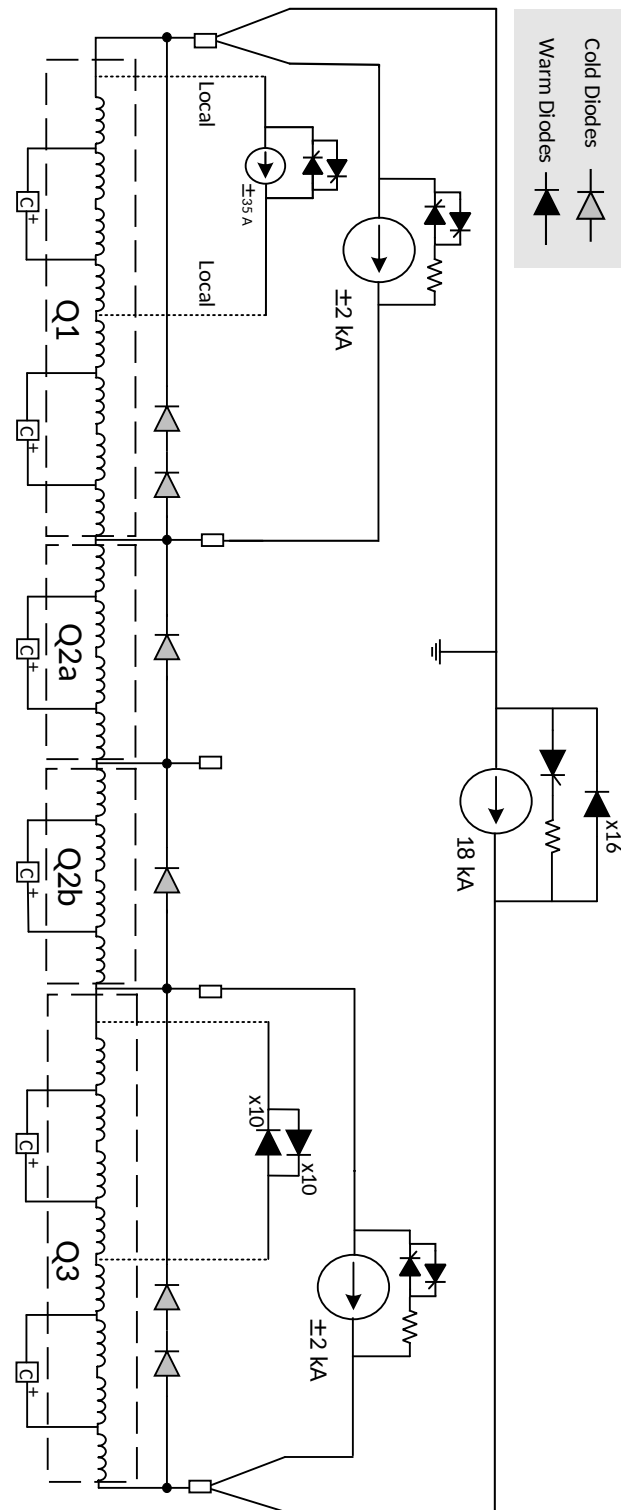 Cold Diodes
Warm Diodes
x16
18 kA
±2 kA
±2 kA
±35 A
x10
x10
Local
Local
Q1
Q2a
Q2b
Q3
C +
C +
C +
C +
C +
C +